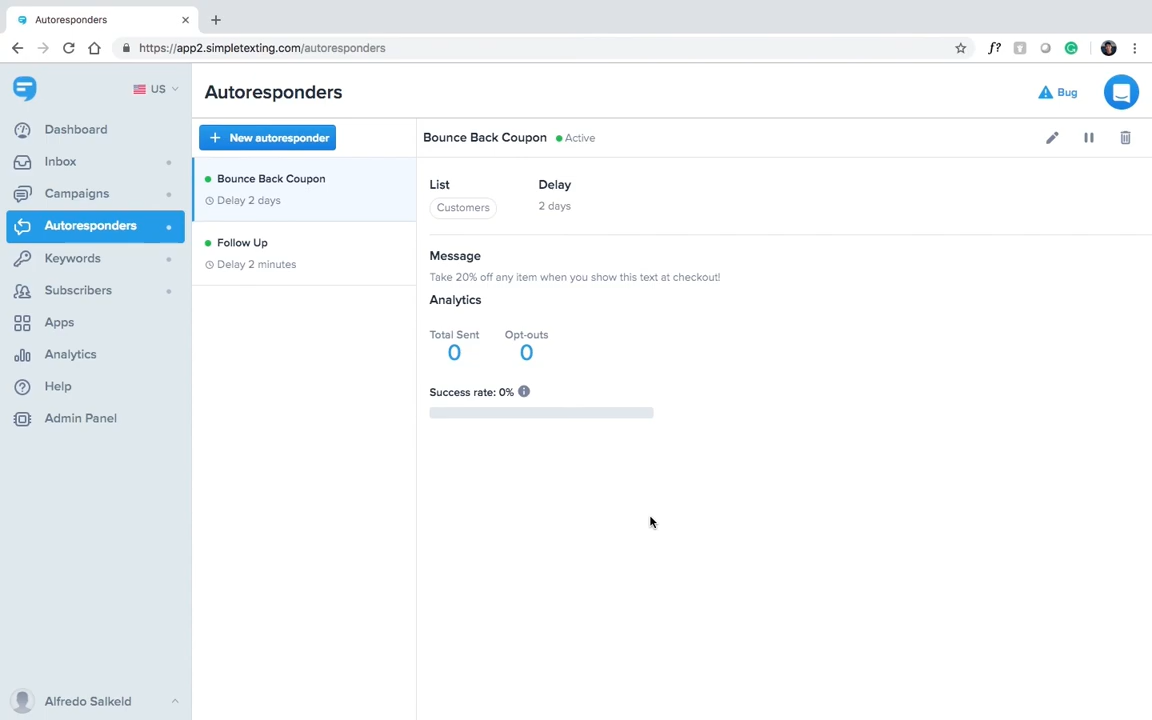 Autoresponders
https://app2.simpletexting.com/autoresponders
f?
US
Autoresponders
Bug
Dashboard
Inbox
Campaigns
Autoresponders
Keywords
Subscribers
Apps
Analytics
Help
Admin Panel
Alfredo Salkeld
+ New autoresponder
Bounce Back Coupon
Delay 2 days
Follow Up
Delay 2 minutes
Bounce Back Coupon Active
List Delay
Customers 2 days
Message
Take 20% off any item when you show this text at checkout!
Analytics
Total Sent Opt-outs
0 0
Success rate: 0%